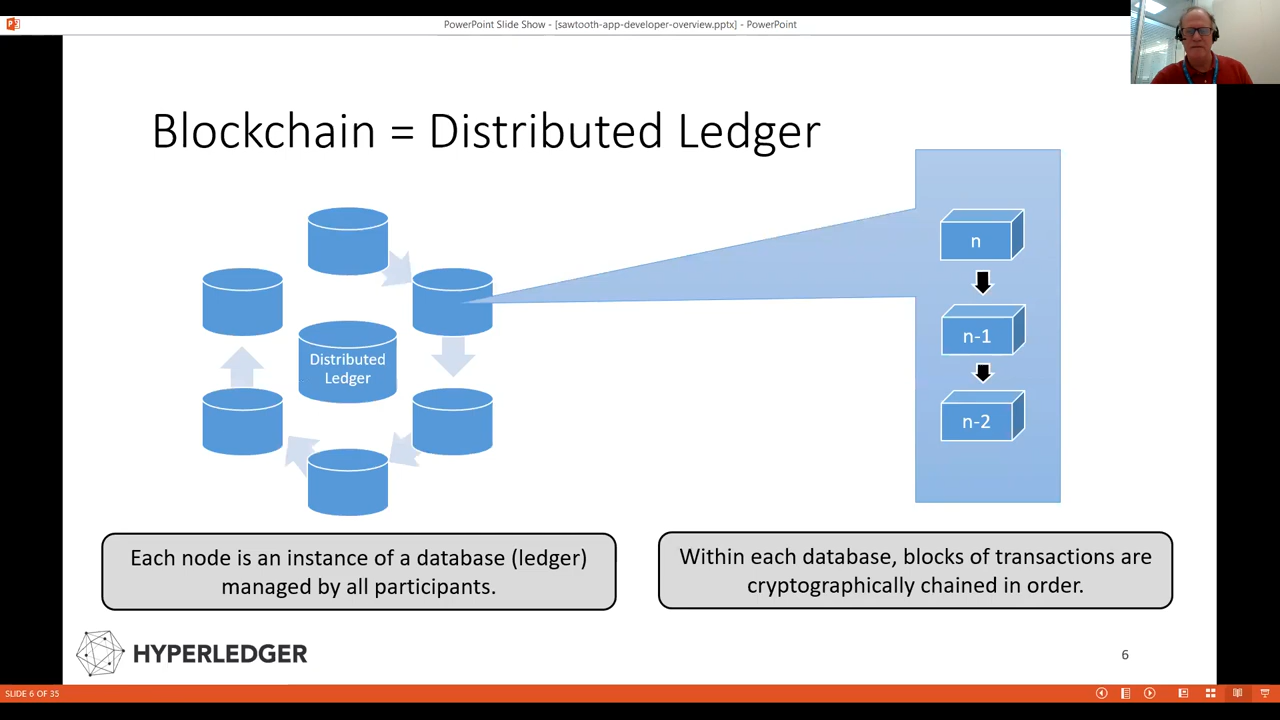 PowerPoint Slide Show - [sawtooth-app-developer-overview.pptx] - PowerPoint
Blockchain = Distributed Ledger
Distributed
Ledger
n
n-1
n-2
Each node is an instance of a database (ledger)
managed by all participants.
Within each database, blocks of transactions are
cryptographically chained in order.
HYPERLEDGER
6
SLIDE 6 OF 35